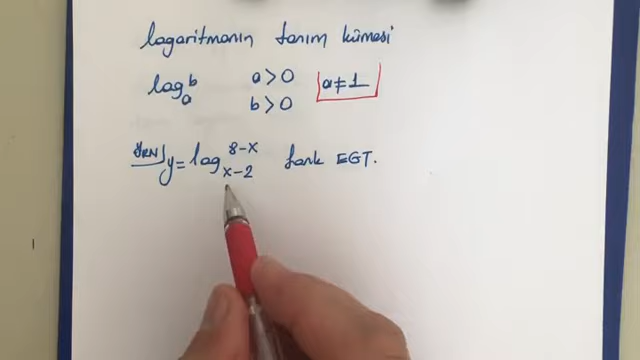 logaritmanın tanım kümesi
log_a^b a>0 a≠1
b>0
ÖRN) y=log_{x-2}^{8-x} fonk EGT.